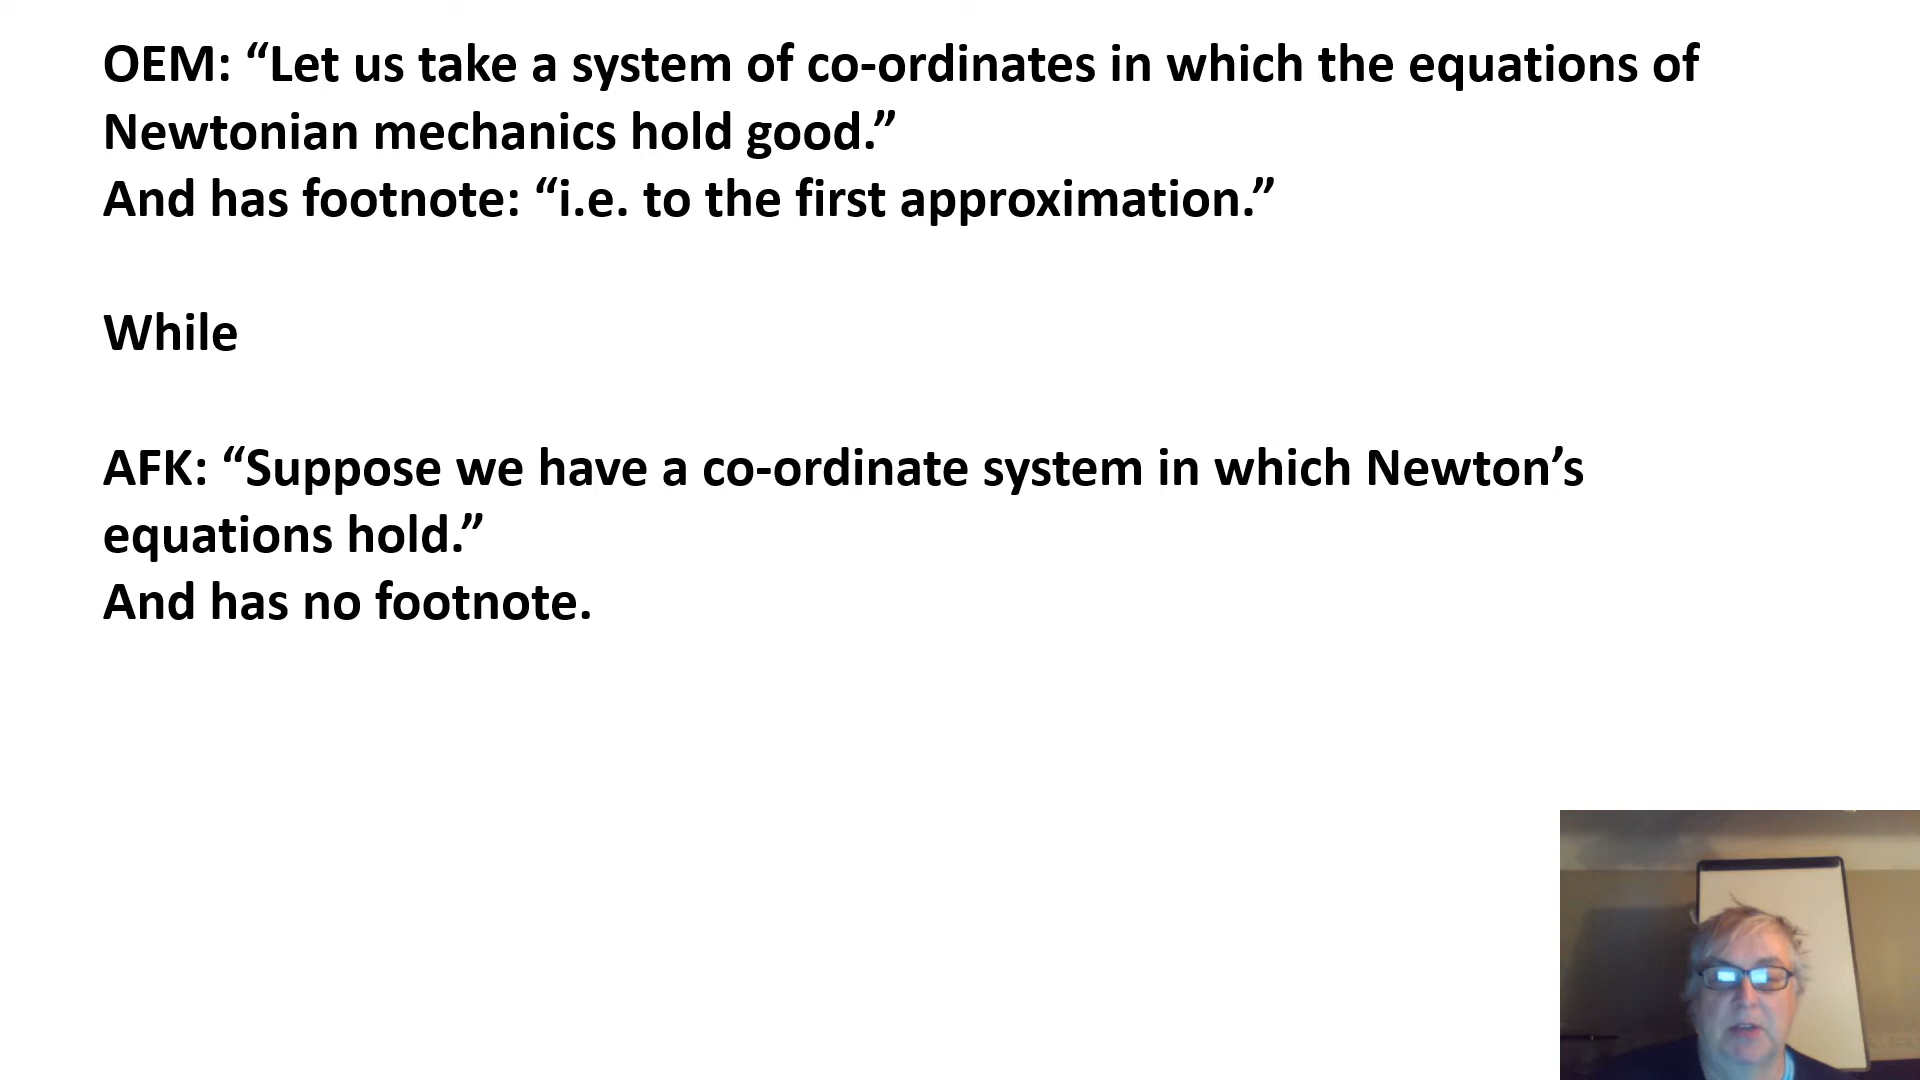 OEM: “Let us take a system of co-ordinates in which the equations of
Newtonian mechanics hold good.”
And has footnote: “i.e. to the first approximation.”
While
AFK: “Suppose we have a co-ordinate system in which Newton’s
equations hold.”
And has no footnote.